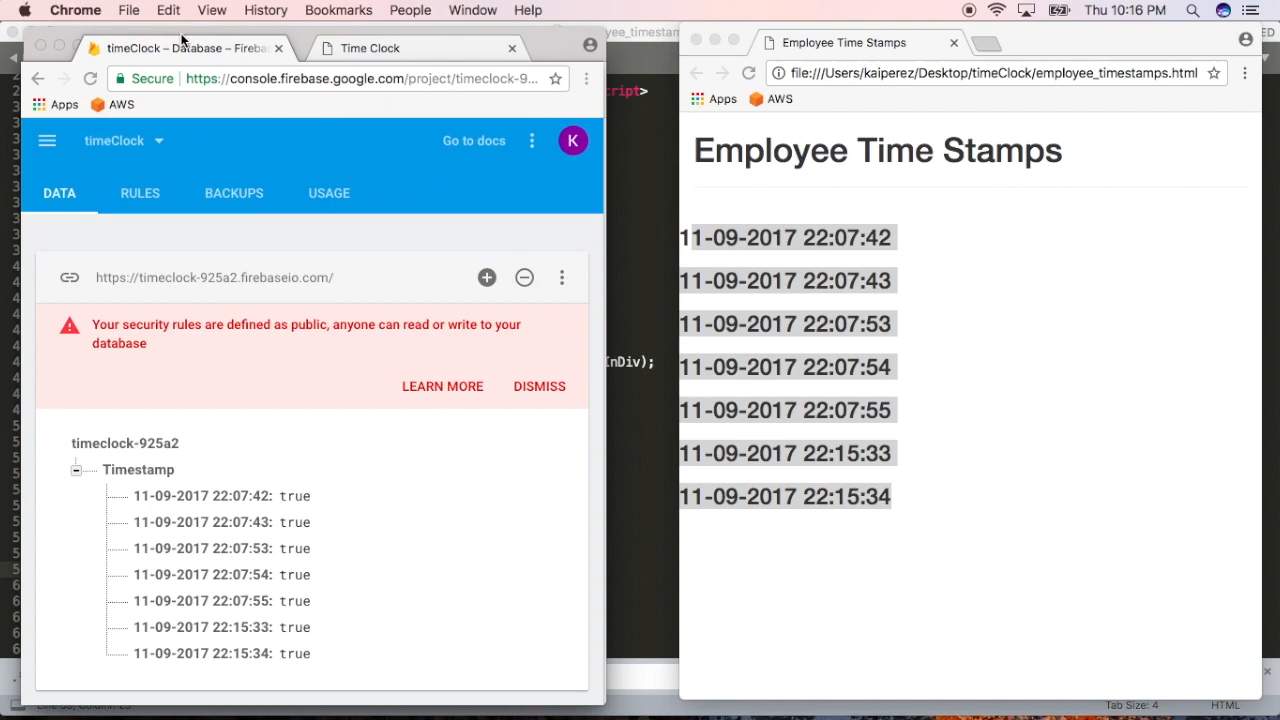 Chrome File Edit View History Bookmarks People Window Help Thu 10:16 PM
timeClock – Database – Fireba
Time Clock
Secure https://console.firebase.google.com/project/timeclock-9...
Apps AWS
timeClock Go to docs K
DATA RULES BACKUPS USAGE
https://timeclock-925a2.firebaseio.com/
Your security rules are defined as public, anyone can read or write to your
database
LEARN MORE DISMISS
timeclock-925a2
Timestamp
11-09-2017 22:07:42: true
11-09-2017 22:07:43: true
11-09-2017 22:07:53: true
11-09-2017 22:07:54: true
11-09-2017 22:07:55: true
11-09-2017 22:15:33: true
11-09-2017 22:15:34: true
cript>
nDiv);
Employee Time Stamps
file:///Users/kaiperez/Desktop/timeClock/employee_timestamps.html
Apps AWS
Employee Time Stamps
11-09-2017 22:07:42
11-09-2017 22:07:43
11-09-2017 22:07:53
11-09-2017 22:07:54
11-09-2017 22:07:55
11-09-2017 22:15:33
11-09-2017 22:15:34
Tab Size: 4 HTML